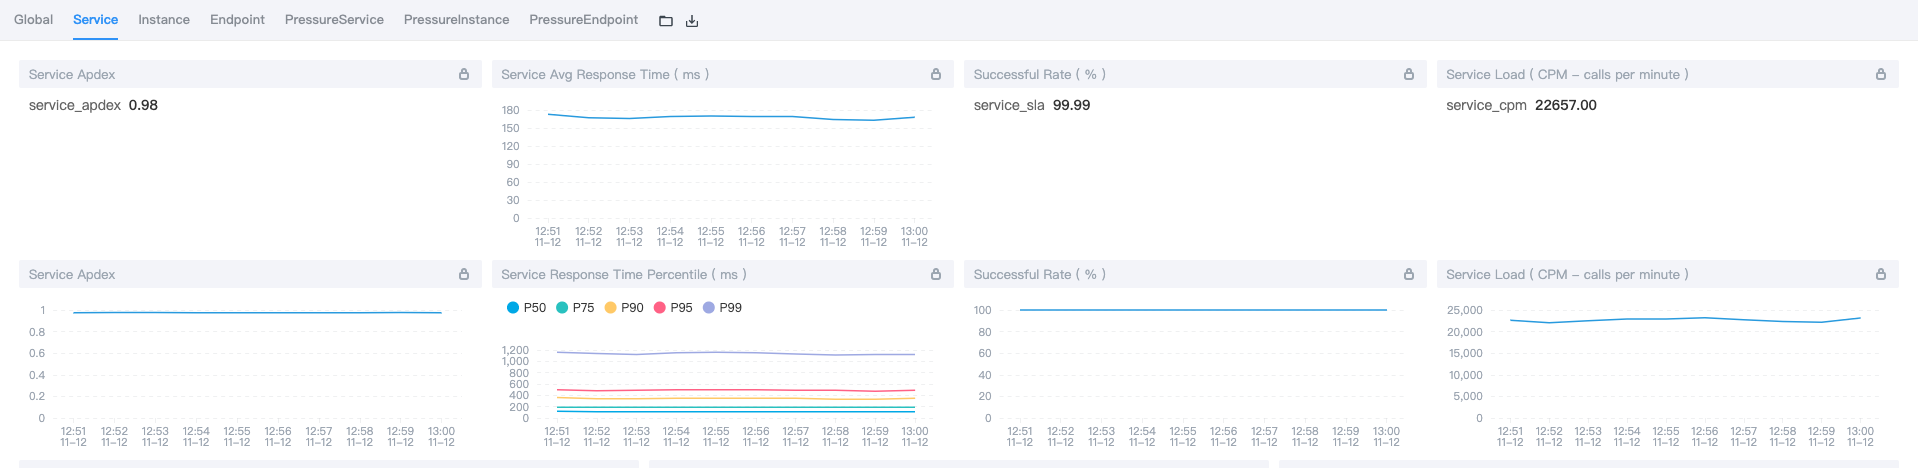 Global Service Instance Endpoint PressureService PressureInstance PressureEndpoint
Service Apdex
service_apdex 0.98
Service Avg Response Time ( ms )
180
150
120
90
60
30
0
12:51 12:52 12:53 12:54 12:55 12:56 12:57 12:58 12:59 13:00
11-12 11-12 11-12 11-12 11-12 11-12 11-12 11-12 11-12 11-12
Successful Rate ( % )
service_sla 99.99
Service Load ( CPM - calls per minute )
service_cpm 22657.00
Service Apdex
1
0.8
0.6
0.4
0.2
0
12:51 12:52 12:53 12:54 12:55 12:56 12:57 12:58 12:59 13:00
11-12 11-12 11-12 11-12 11-12 11-12 11-12 11-12 11-12 11-12
Service Response Time Percentile ( ms )
P50 P75 P90 P95 P99
1,200
1,000
800
600
400
200
0
12:51 12:52 12:53 12:54 12:55 12:56 12:57 12:58 12:59 13:00
11-12 11-12 11-12 11-12 11-12 11-12 11-12 11-12 11-12 11-12
Successful Rate ( % )
100
80
60
40
20
0
12:51 12:52 12:53 12:54 12:55 12:56 12:57 12:58 12:59 13:00
11-12 11-12 11-12 11-12 11-12 11-12 11-12 11-12 11-12 11-12
Service Load ( CPM - calls per minute )
25,000
20,000
15,000
10,000
5,000
0
12:51 12:52 12:53 12:54 12:55 12:56 12:57 12:58 12:59 13:00
11-12 11-12 11-12 11-12 11-12 11-12 11-12 11-12 11-12 11-12